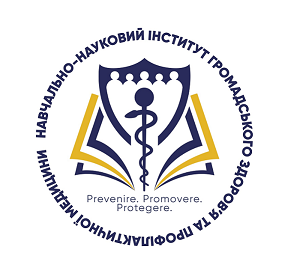 НАВЧАЛЬНО-НАУКОВИЙ ІНСТИТУТ ГРОМАДСЬКОГО ЗДОРОВ'Я ТА ПРОФІЛАКТИЧНОЇ МЕДИЦИНИ
Prevenire. Promovere.
Protegere.